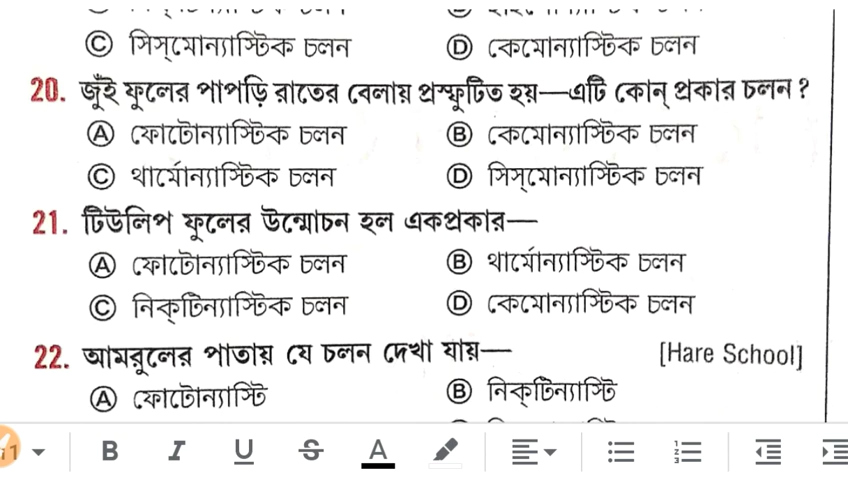 Ⓒ সিস্‌মোন্যাস্টিক চলন Ⓓ কেমোন্যাস্টিক চলন
20. জুঁই ফুলের পাপড়ি রাতের বেলায় প্রস্ফুটিত হয়—এটি কোন্ প্রকার চলন?
Ⓐ ফোটোন্যাস্টিক চলন Ⓑ কেমোন্যাস্টিক চলন
Ⓒ থার্মোন্যাস্টিক চলন Ⓓ সিস্‌মোন্যাস্টিক চলন
21. টিউলিপ ফুলের উন্মোচন হল একপ্রকার—
Ⓐ ফোটোন্যাস্টিক চলন Ⓑ থার্মোন্যাস্টিক চলন
Ⓒ নিক্‌টিন্যাস্টিক চলন Ⓓ কেমোন্যাস্টিক চলন
22. আমরুলের পাতায় যে চলন দেখা যায়— [Hare School]
Ⓐ ফোটোন্যাস্টি Ⓑ নিক্‌টিন্যাস্টি
B I U S A